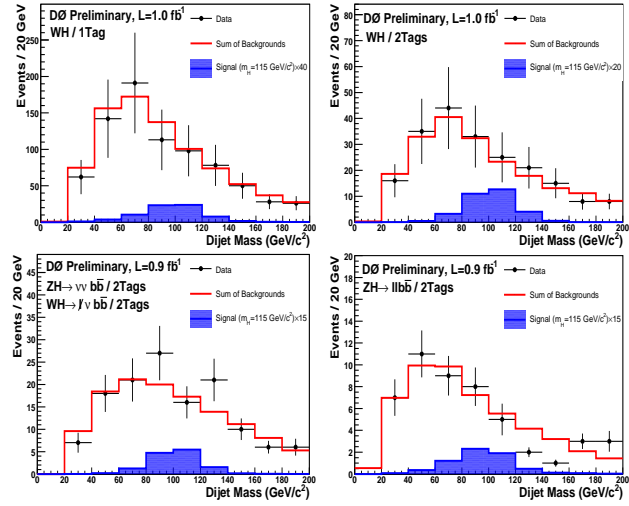 DØ Preliminary, L=1.0 fb⁻¹
WH / 1Tag
Data
Sum of Backgrounds
Signal (m_H=115 GeV/c²)×40
Events / 20 GeV
250
200
150
100
50
0
0 20 40 60 80 100 120 140 160 180 200
Dijet Mass (GeV/c²)
DØ Preliminary, L=1.0 fb⁻¹
WH / 2Tags
Data
Sum of Backgrounds
Signal (m_H=115 GeV/c²)×20
Events / 20 GeV
80
60
40
20
0
0 20 40 60 80 100 120 140 160 180 200
Dijet Mass (GeV/c²)
DØ Preliminary, L=0.9 fb⁻¹
ZH→ νν bb̄ / 2Tags
WH→ l̸ ν bb̄ / 2Tags
Data
Sum of Backgrounds
Signal (m_H=115 GeV/c²)×15
Events / 20 GeV
45
40
35
30
25
20
15
10
5
0
0 20 40 60 80 100 120 140 160 180 200
Dijet Mass (GeV/c²)
DØ Preliminary, L=0.9 fb⁻¹
ZH→ llbb̄ / 2Tags
Data
Sum of Backgrounds
Signal (m_H=115 GeV/c²)×15
Events / 20 GeV
20
18
16
14
12
10
8
6
4
2
0
0 20 40 60 80 100 120 140 160 180 200
Dijet Mass (GeV/c²)